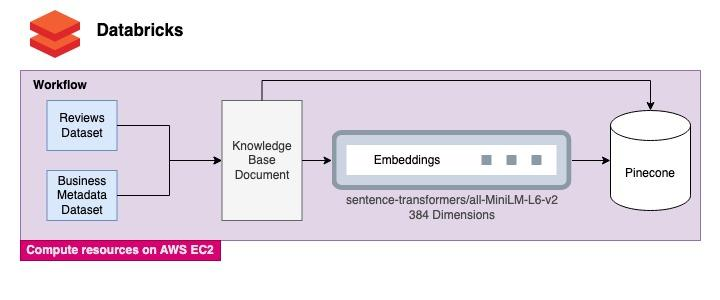 Databricks
Workflow
Reviews
Dataset
Business
Metadata
Dataset
Knowledge
Base
Document
Embeddings
sentence-transformers/all-MiniLM-L6-v2
384 Dimensions
Pinecone
Compute resources on AWS EC2